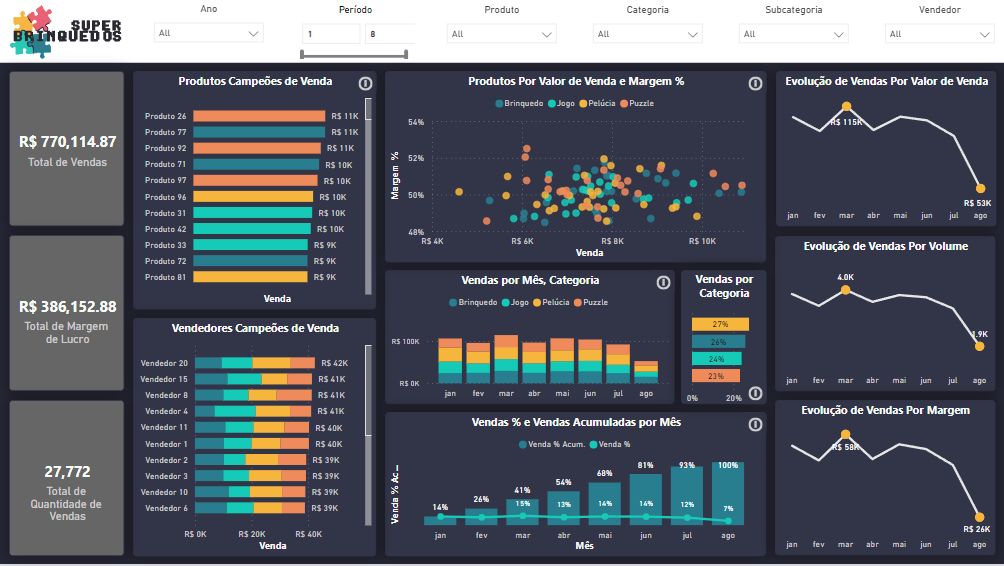 SUPER
BRINQUEDOS
Ano
All
Período
1 8
Produto
All
Categoria
All
Subcategoria
All
Vendedor
All
R$ 770,114.87
Total de Vendas
R$ 386,152.88
Total de Margem
de Lucro
27,772
Total de
Quantidade de
Vendas
Produtos Campeões de Venda
Produto 26 R$ 11K
Produto 77 R$ 11K
Produto 92 R$ 11K
Produto 71 R$ 10K
Produto 97 R$ 10K
Produto 96 R$ 10K
Produto 31 R$ 10K
Produto 42 R$ 10K
Produto 33 R$ 9K
Produto 72 R$ 9K
Produto 81 R$ 9K
Venda
Vendedores Campeões de Venda
Vendedor 20 R$ 42K
Vendedor 15 R$ 41K
Vendedor 8 R$ 41K
Vendedor 4 R$ 41K
Vendedor 11 R$ 40K
Vendedor 1 R$ 40K
Vendedor 2 R$ 39K
Vendedor 3 R$ 39K
Vendedor 10 R$ 39K
Vendedor 6 R$ 39K
R$ 0K R$ 20K R$ 40K
Venda
Produtos Por Valor de Venda e Margem %
Brinquedo Jogo Pelúcia Puzzle
54%
52%
50%
48%
Margem %
R$ 4K R$ 6K R$ 8K R$ 10K
Venda
Vendas por Mês, Categoria
Brinquedo Jogo Pelúcia Puzzle
R$ 100K
R$ 0K
jan fev mar abr mai jun jul ago
Vendas por
Categoria
27%
26%
24%
23%
0% 20%
Vendas % e Vendas Acumuladas por Mês
Venda % Acum. Venda %
Venda % Ac ...
14% 26% 41% 54% 68% 81% 93% 100%
15% 13% 14% 14% 12% 7%
jan fev mar abr mai jun jul ago
Mês
Evolução de Vendas Por Valor de Venda
R$ 115K
R$ 53K
jan fev mar abr mai jun jul ago
Evolução de Vendas Por Volume
4.0K
1.9K
jan fev mar abr mai jun jul ago
Evolução de Vendas Por Margem
R$ 58K
R$ 26K
jan fev mar abr mai jun jul ago